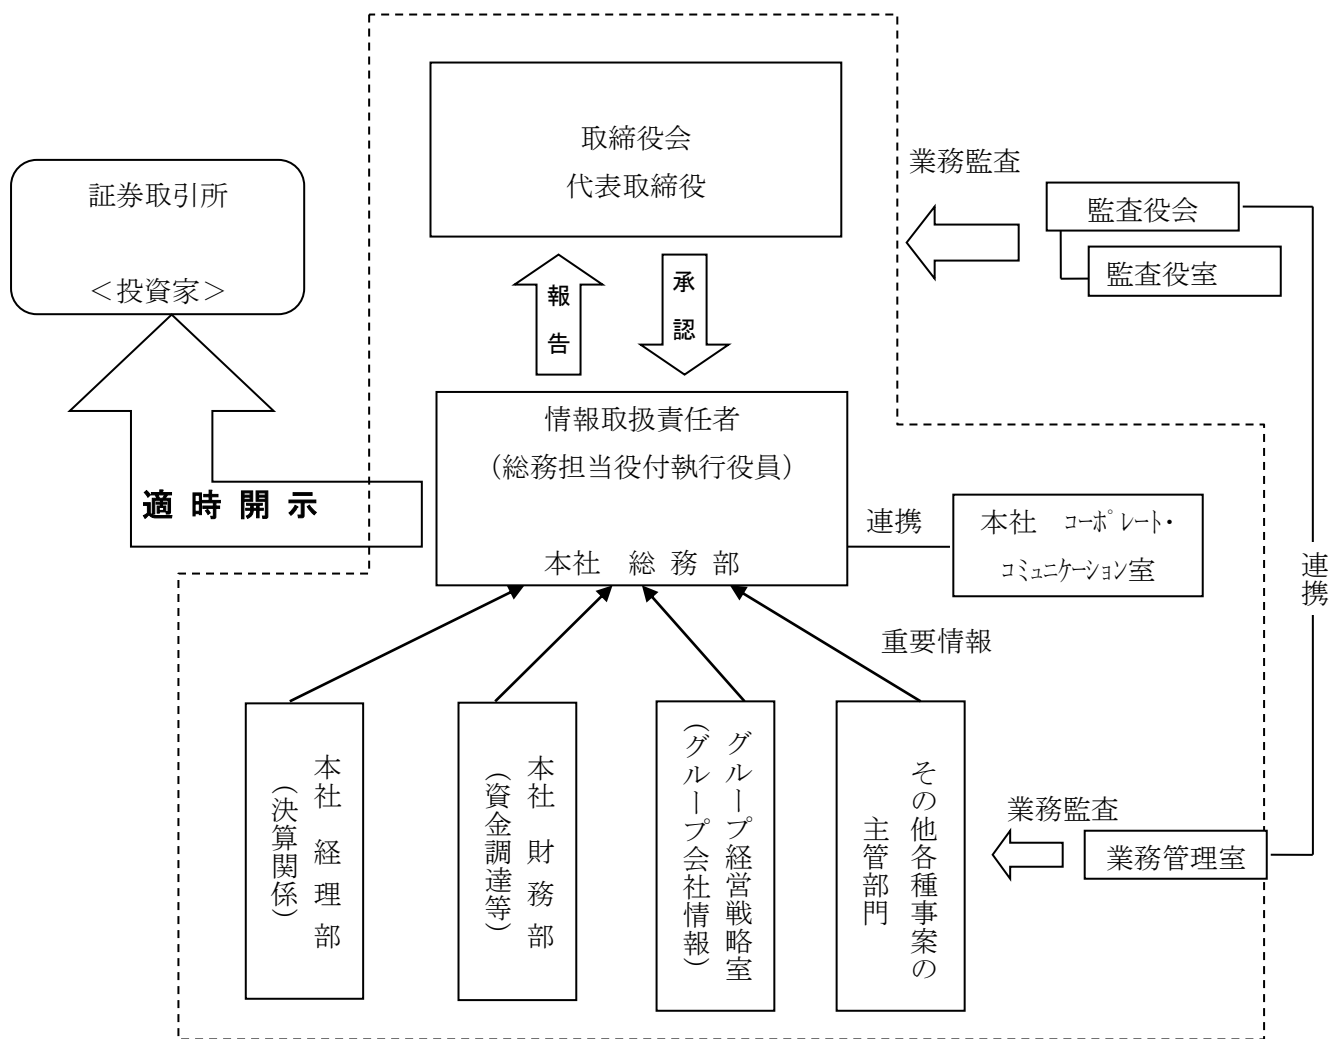 取締役会
代表取締役
証券取引所
＜投資家＞
業務監査
監査役会
監査役室
報告
承認
情報取扱責任者
(総務担当役付執行役員)
本社 総 務 部
適 時 開 示
連携
本社 コーポレート・
コミュニケーション室
連携
重要情報
本社 経 理 部
(決算関係)
本社 財 務 部
(資金調達等)
グループ経営戦略室
(グループ会社情報)
その他各種事案の
主管部門
業務監査
業務管理室